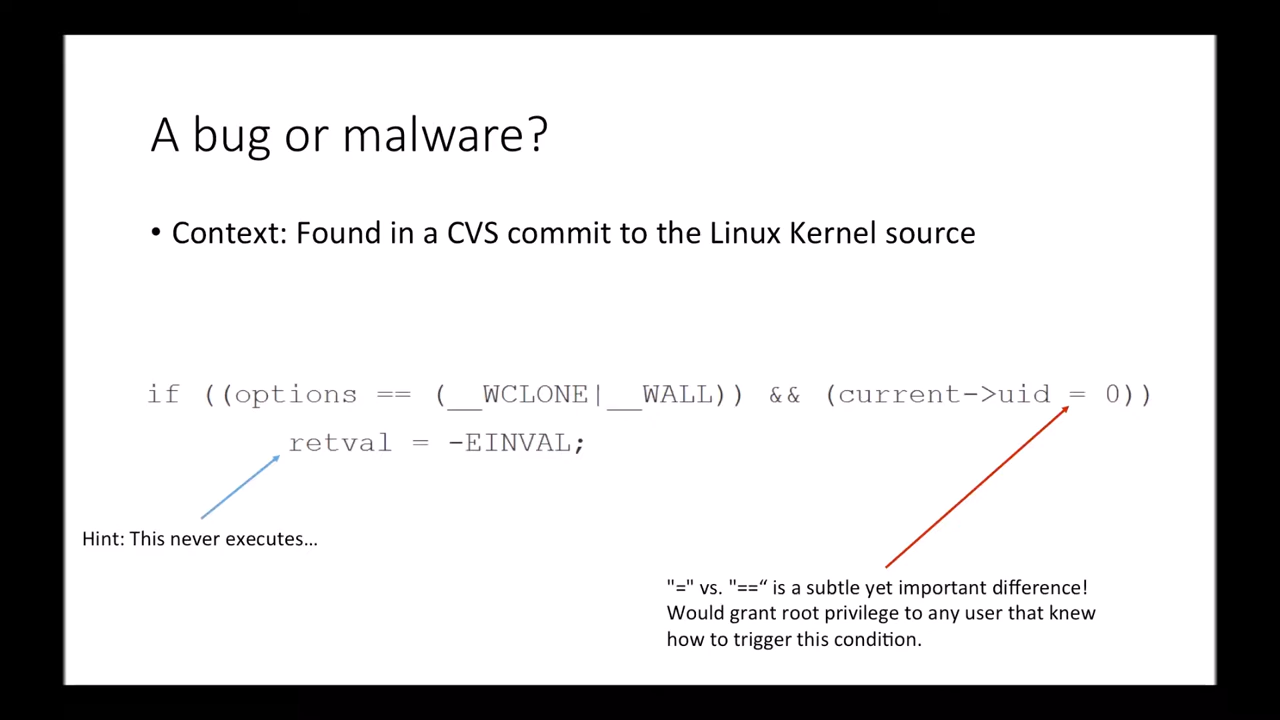 A bug or malware?
• Context: Found in a CVS commit to the Linux Kernel source
if ((options == (__WCLONE|__WALL)) && (current->uid = 0))
retval = -EINVAL;
Hint: This never executes…
"=" vs. "==“ is a subtle yet important difference!
Would grant root privilege to any user that knew
how to trigger this condition.